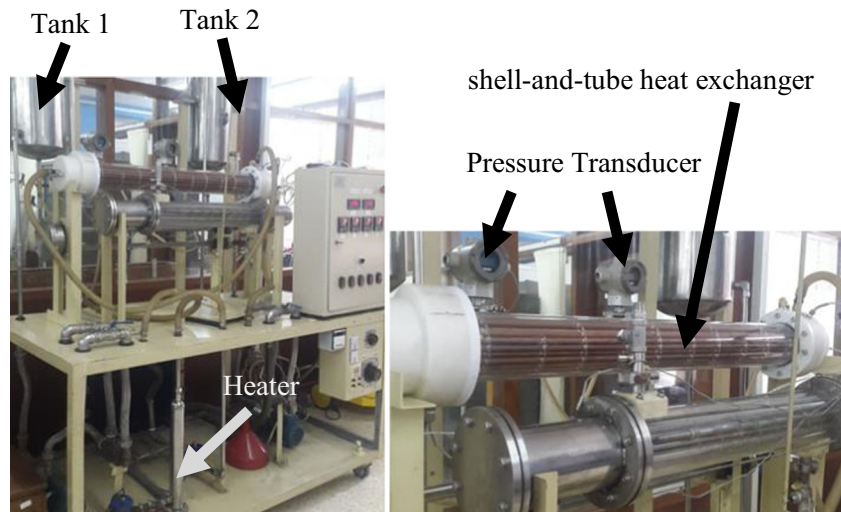 Tank 1
Tank 2
shell-and-tube heat exchanger
Pressure Transducer
Heater